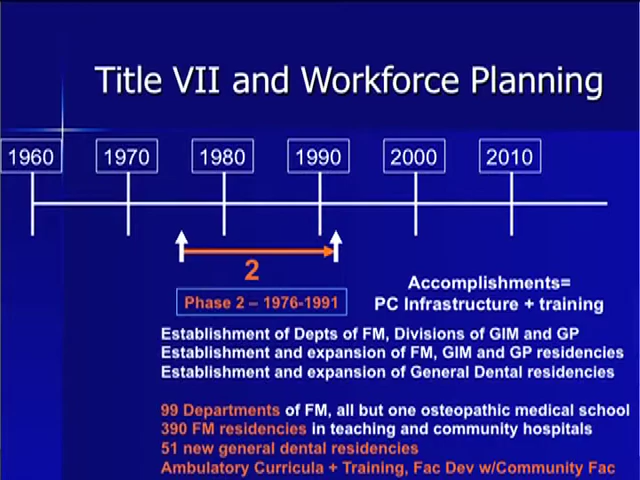 Title VII and Workforce Planning
1960 1970 1980 1990 2000 2010
2
Phase 2 – 1976-1991
Accomplishments=
PC Infrastructure + training
Establishment of Depts of FM, Divisions of GIM and GP
Establishment and expansion of FM, GIM and GP residencies
Establishment and expansion of General Dental residencies
99 Departments of FM, all but one osteopathic medical school
390 FM residencies in teaching and community hospitals
51 new general dental residencies
Ambulatory Curricula + Training, Fac Dev w/Community Fac